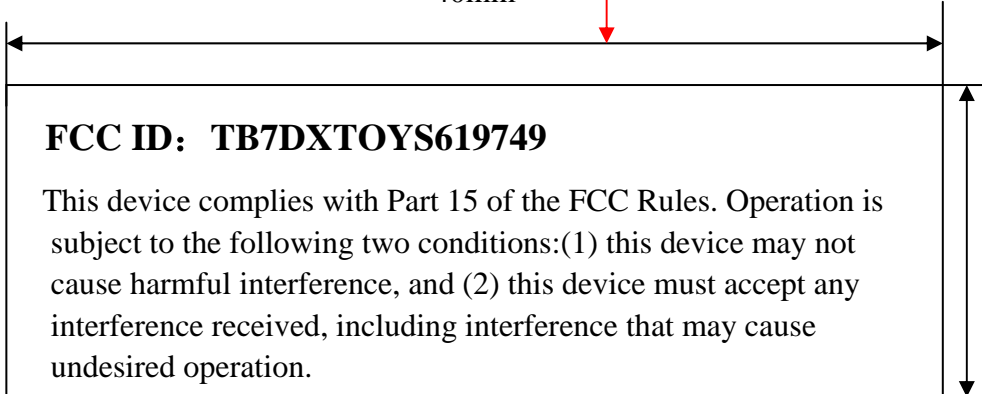 FCC ID：TB7DXTOYS619749
This device complies with Part 15 of the FCC Rules. Operation is
subject to the following two conditions:(1) this device may not
cause harmful interference, and (2) this device must accept any
interference received, including interference that may cause
undesired operation.